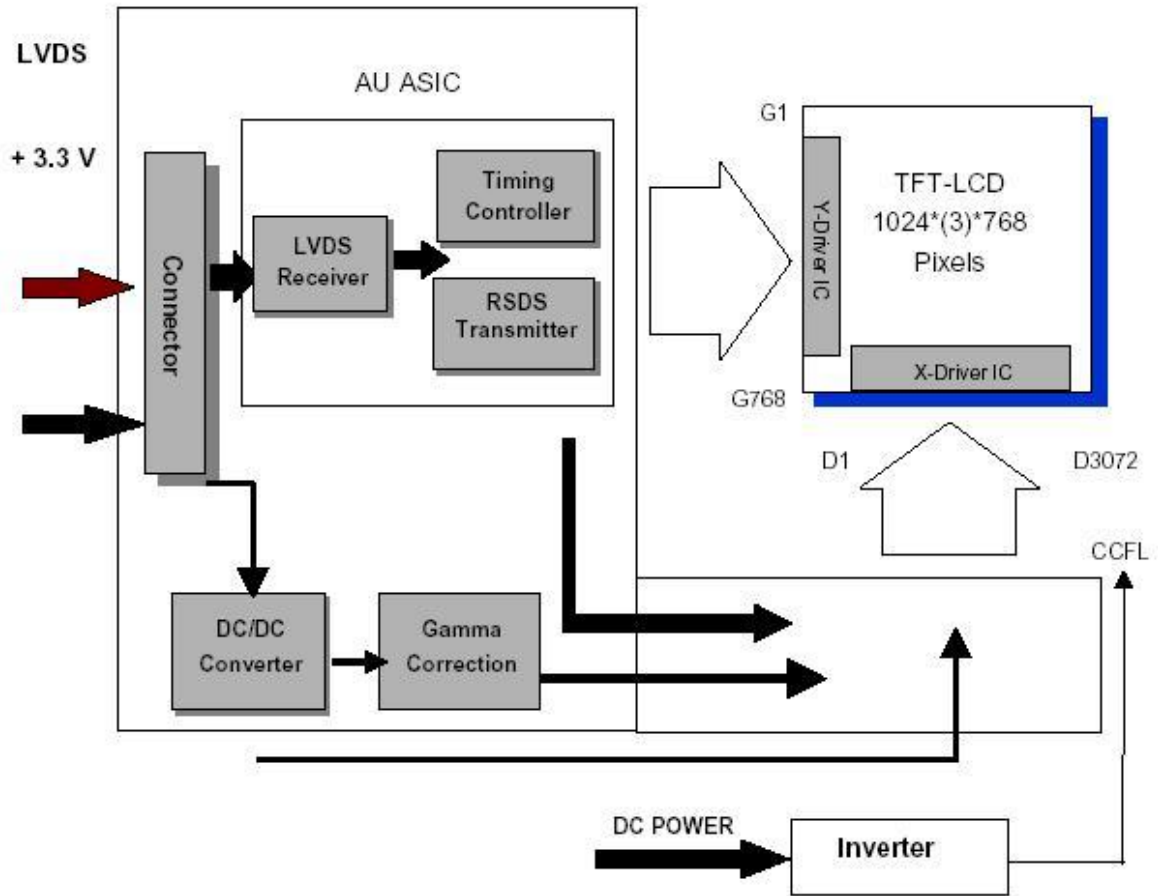 LVDS
+ 3.3 V
AU ASIC
Connector
LVDS
Receiver
Timing
Controller
RSDS
Transmitter
DC/DC
Converter
Gamma
Correction
G1
G768
Y-Driver IC
TFT-LCD
1024*(3)*768
Pixels
X-Driver IC
D1
D3072
CCFL
DC POWER
Inverter